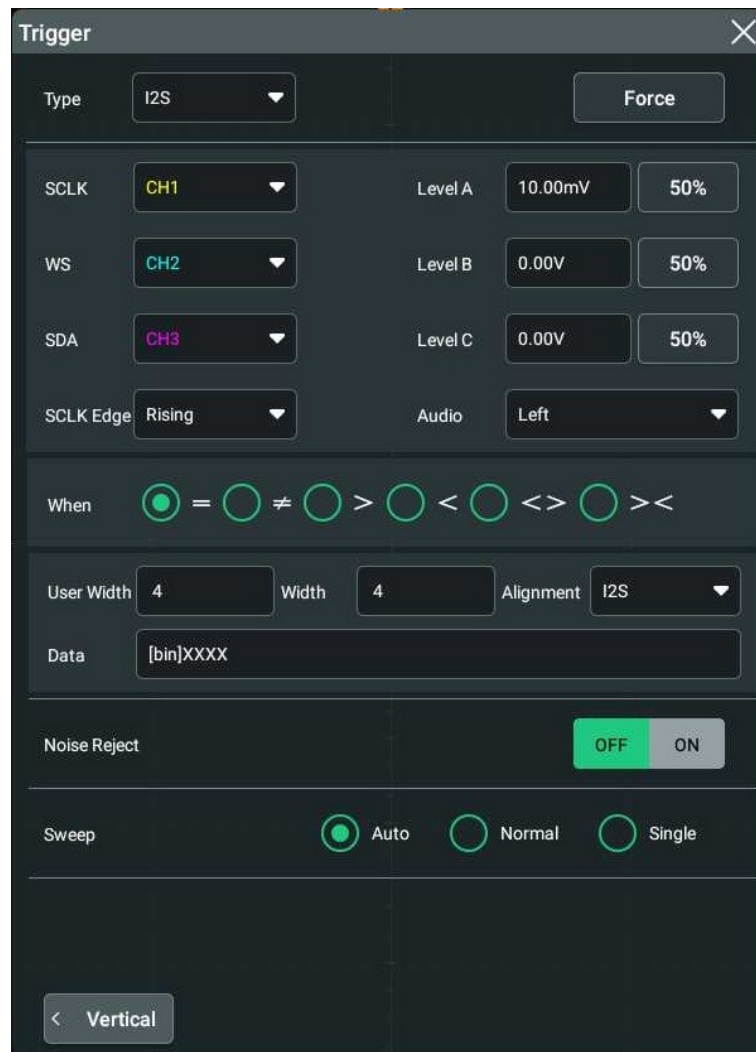 Trigger
Type I2S Force
SCLK CH1 Level A 10.00mV 50%
WS CH2 Level B 0.00V 50%
SDA CH3 Level C 0.00V 50%
SCLK Edge Rising Audio Left
When = ≠ > < <> ><
User Width 4 Width 4 Alignment I2S
Data [bin]XXXX
Noise Reject OFF ON
Sweep Auto Normal Single
< Vertical